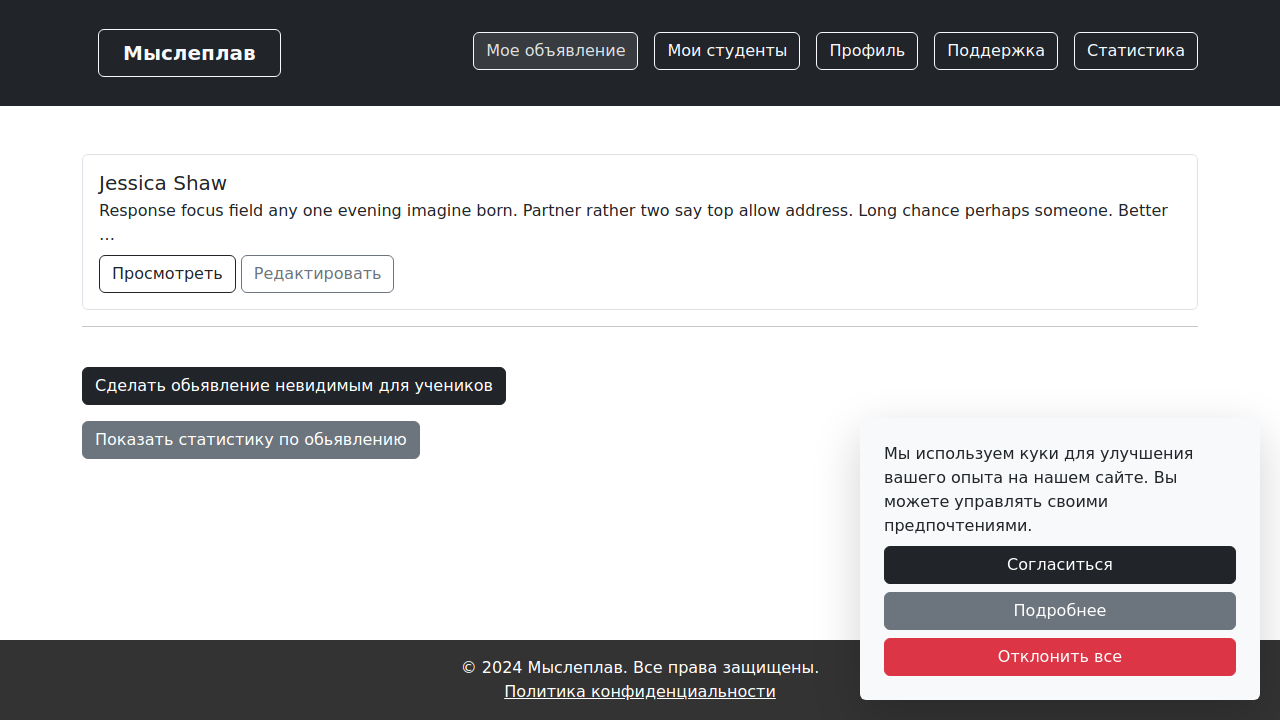 Мыслеплав
Мое объявление
Мои студенты
Профиль
Поддержка
Статистика
Jessica Shaw
Response focus field any one evening imagine born. Partner rather two say top allow address. Long chance perhaps someone. Better
…
Просмотреть
Редактировать
Сделать обьявление невидимым для учеников
Показать статистику по обьявлению
Мы используем куки для улучшения
вашего опыта на нашем сайте. Вы
можете управлять своими
предпочтениями.
Согласиться
Подробнее
Отклонить все
© 2024 Мыслеплав. Все права защищены.
Политика конфиденциальности